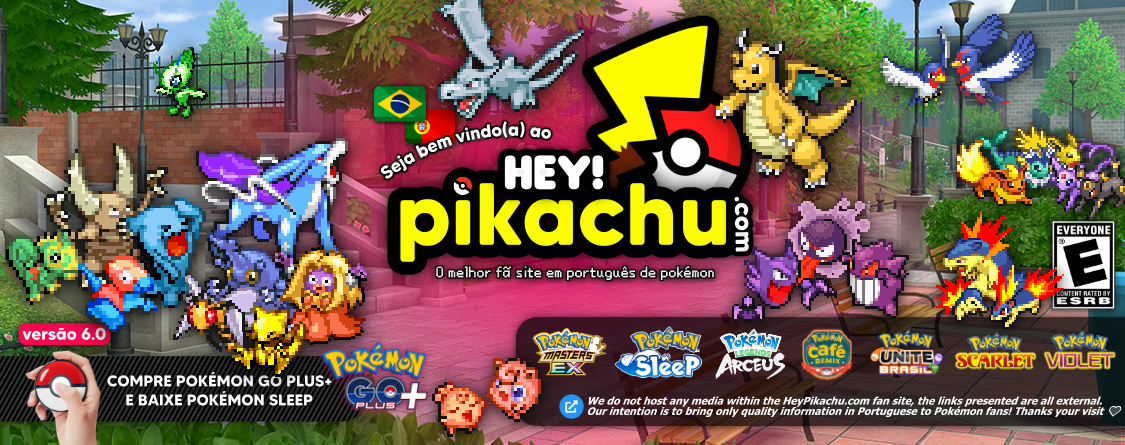 Seja bem vindo(a) ao
HEY!
pikachu.com
O melhor fã site em português de pokémon
EVERYONE
E
CONTENT RATED BY
ESRB
versão 6.0
COMPRE POKÉMON GO PLUS+
E BAIXE POKÉMON SLEEP
POKÉMON
GO
PLUS
+
POKÉMON
MASTERS
EX
POKÉMON
SLEEP
POKÉMON
LEGENDS
ARCEUS
POKÉMON
Café
REMIX
POKÉMON
UNITE
BRASIL
POKÉMON
SCARLET
POKÉMON
VIOLET
We do not host any media within the HeyPikachu.com fan site, the links presented are all external.
Our intention is to bring only quality information in Portuguese to Pokémon fans! Thanks your visit